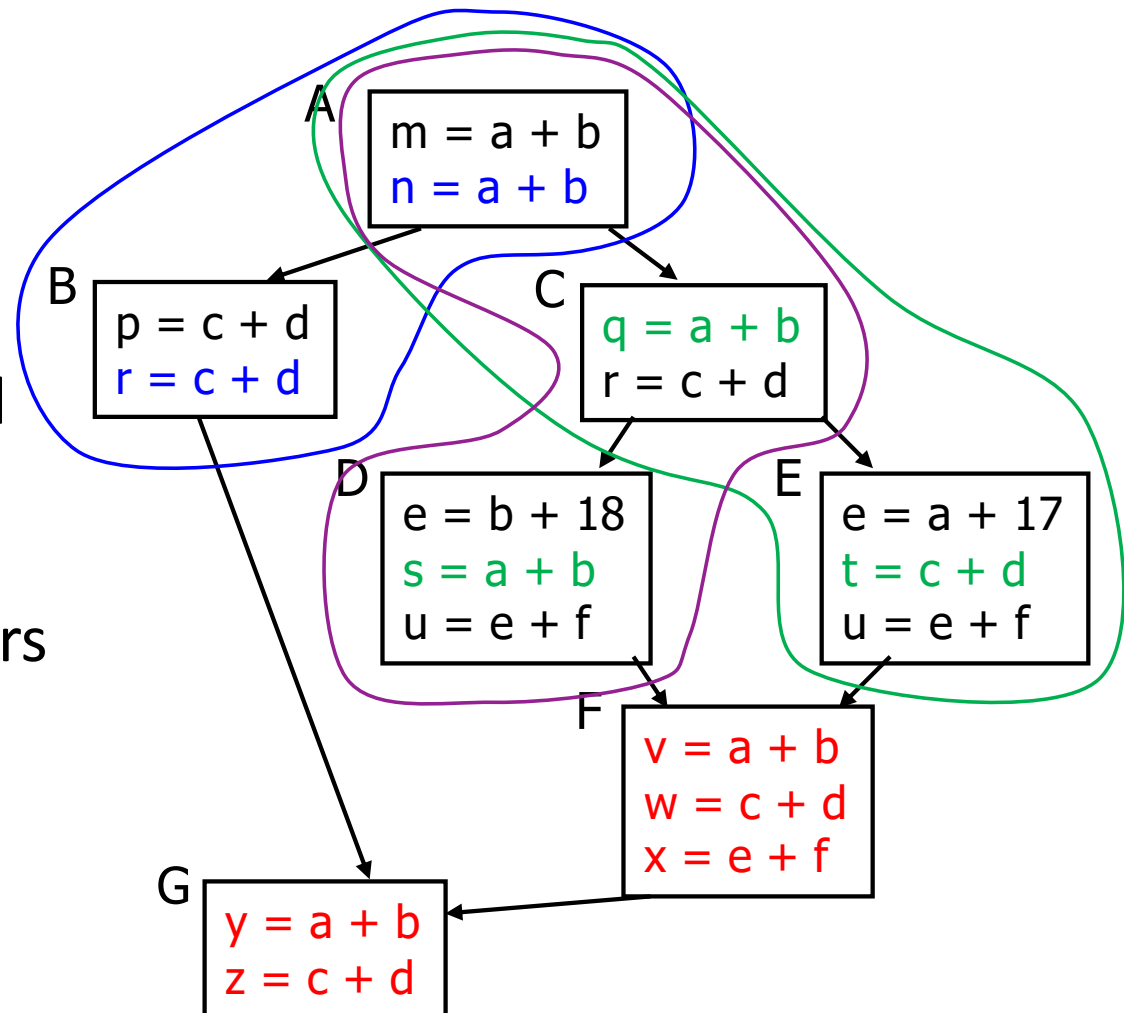 A
m = a + b
n = a + b
B
p = c + d
r = c + d
C
q = a + b
r = c + d
D
e = b + 18
s = a + b
u = e + f
E
e = a + 17
t = c + d
u = e + f
rs
F
v = a + b
w = c + d
x = e + f
G
y = a + b
z = c + d